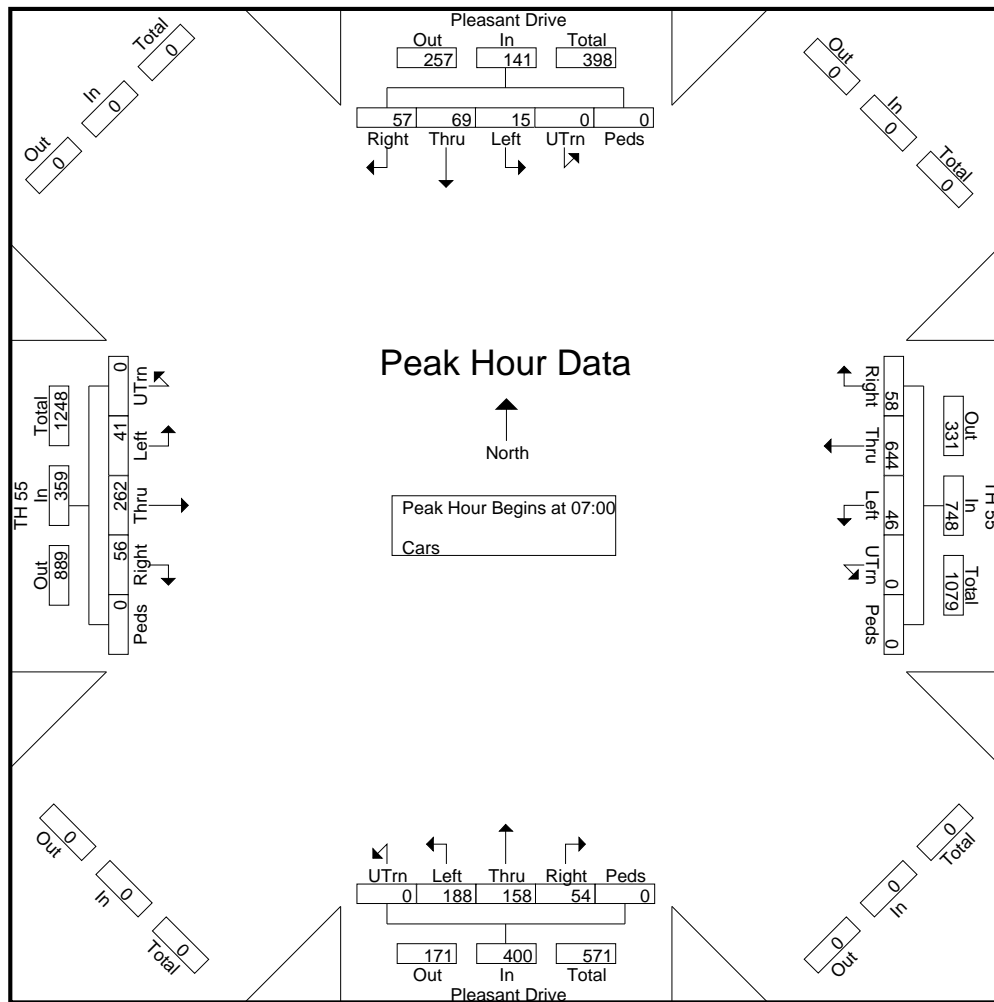 Pleasant Drive
Out In Total
257 141 398
57 69 15 0 0
Right Thru Left UTrn Peds
Total
0
In
0
Out
0
Out
0
In
0
Total
0
Peak Hour Data
North
Peak Hour Begins at 07:00
Cars
TH 55
Total In Out
1248 359 889
0 41 262 56 0
UTrn Left Thru Right Peds
TH 55
Out In Total
331 748 1079
58 644 46 0 0
Right Thru Left UTrn Peds
0
Out
0
In
0
Total
0
Total
0
In
0
Out
UTrn Left Thru Right Peds
0 188 158 54 0
171 400 571
Out In Total
Pleasant Drive